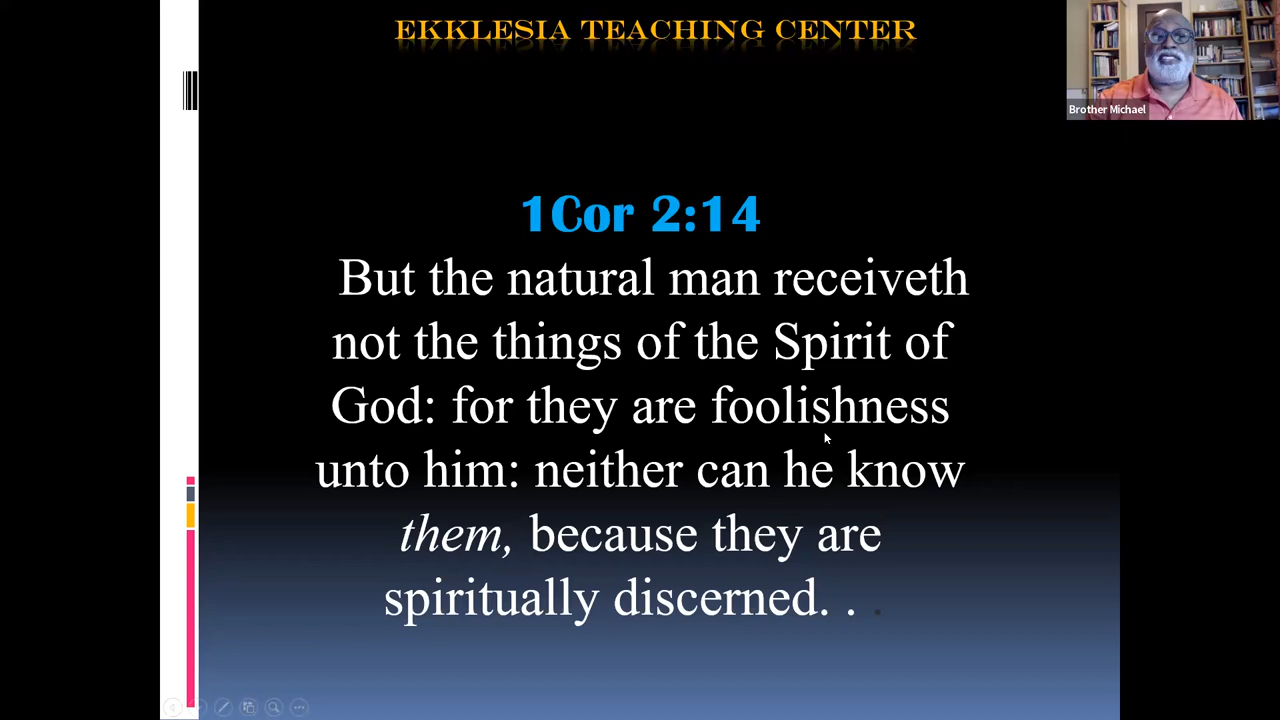 EKKLESIA TEACHING CENTER
Brother Michael
1Cor 2:14
But the natural man receiveth
not the things of the Spirit of
God: for they are foolishness
unto him: neither can he know
them, because they are
spiritually discerned. . .